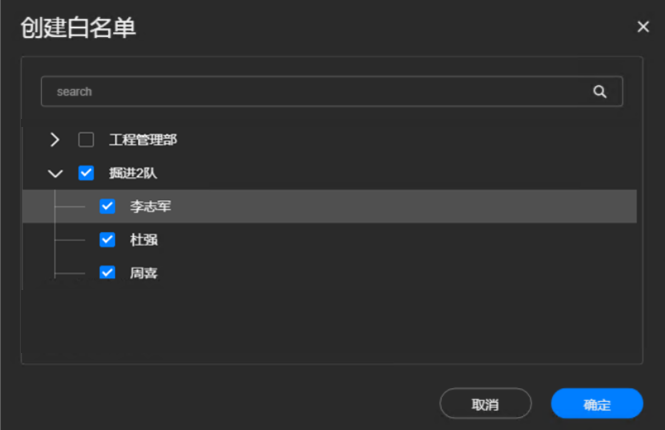 创建白名单
search
工程管理部
掘进2队
李志军
杜强
周喜
取消
确定